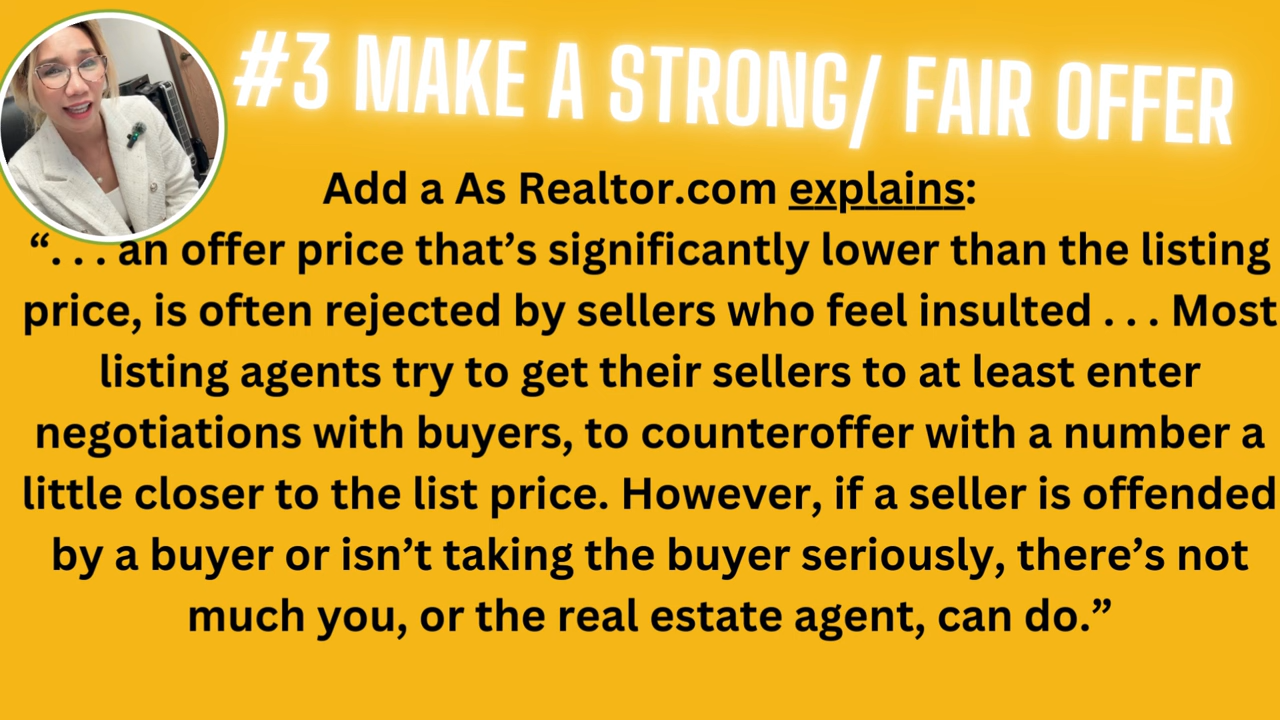 #3 MAKE A STRONG/ FAIR OFFER
Add a As Realtor.com explains:
“. . . an offer price that’s significantly lower than the listing
price, is often rejected by sellers who feel insulted . . . Most
listing agents try to get their sellers to at least enter
negotiations with buyers, to counteroffer with a number a
little closer to the list price. However, if a seller is offended
by a buyer or isn’t taking the buyer seriously, there’s not
much you, or the real estate agent, can do.”